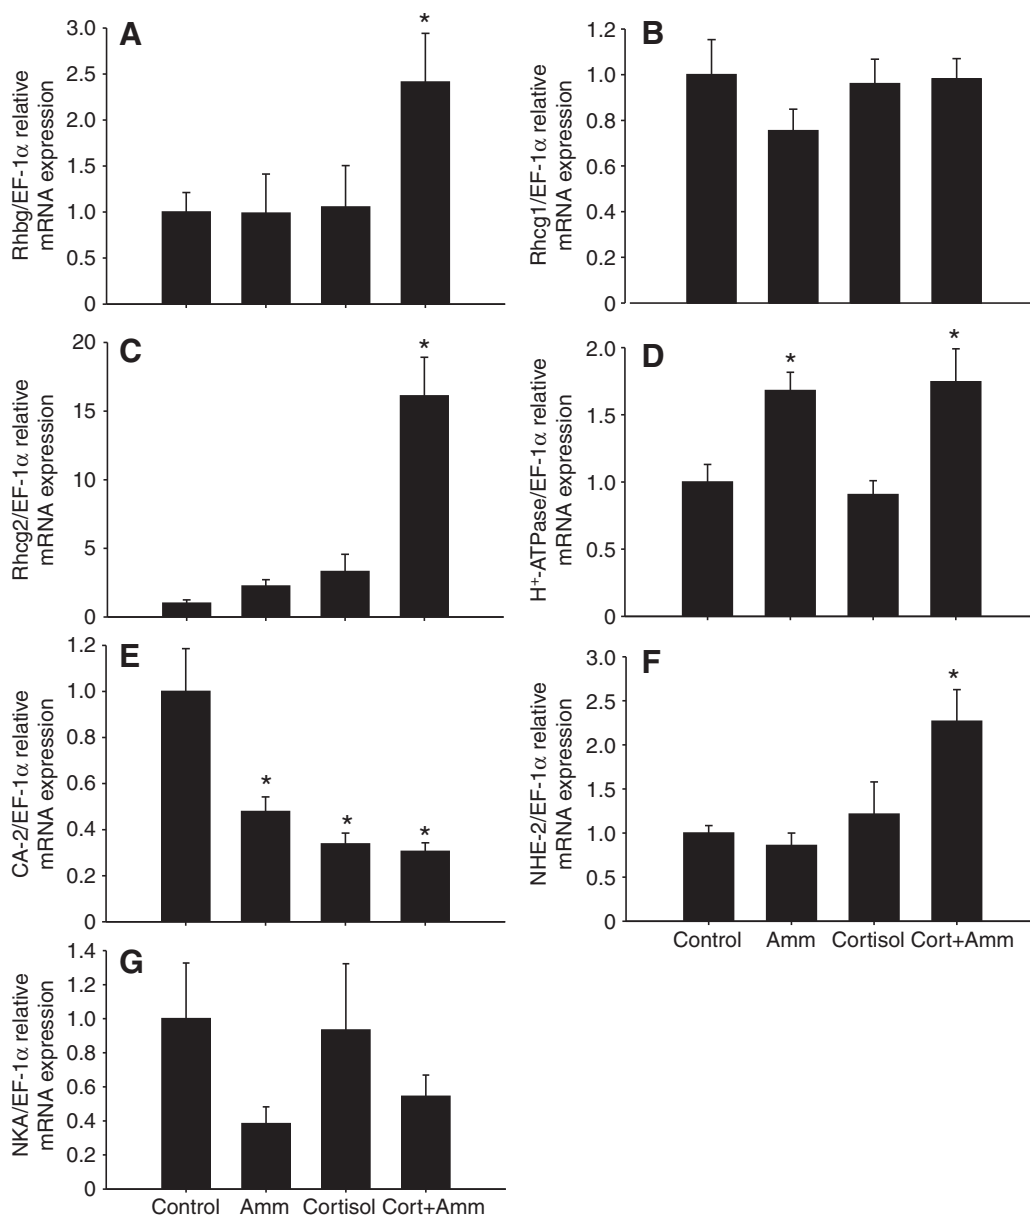 A
Rhbg/EF-1α relative
mRNA expression
3.0
2.5
2.0
1.5
1.0
0.5
0
*
B
Rhcg1/EF-1α relative
mRNA expression
1.2
1.0
0.8
0.6
0.4
0.2
0
C
Rhcg2/EF-1α relative
mRNA expression
20
15
10
5
0
*
D
H+-ATPase/EF-1α relative
mRNA expression
2.0
1.5
1.0
0.5
0
*
*
E
CA-2/EF-1α relative
mRNA expression
1.2
1.0
0.8
0.6
0.4
0.2
0
*
*
*
F
NHE-2/EF-1α relative
mRNA expression
3.0
2.5
2.0
1.5
1.0
0.5
0
*
Control Amm Cortisol Cort+Amm
G
NKA/EF-1α relative
mRNA expression
1.4
1.2
1.0
0.8
0.6
0.4
0.2
0
Control Amm Cortisol Cort+Amm